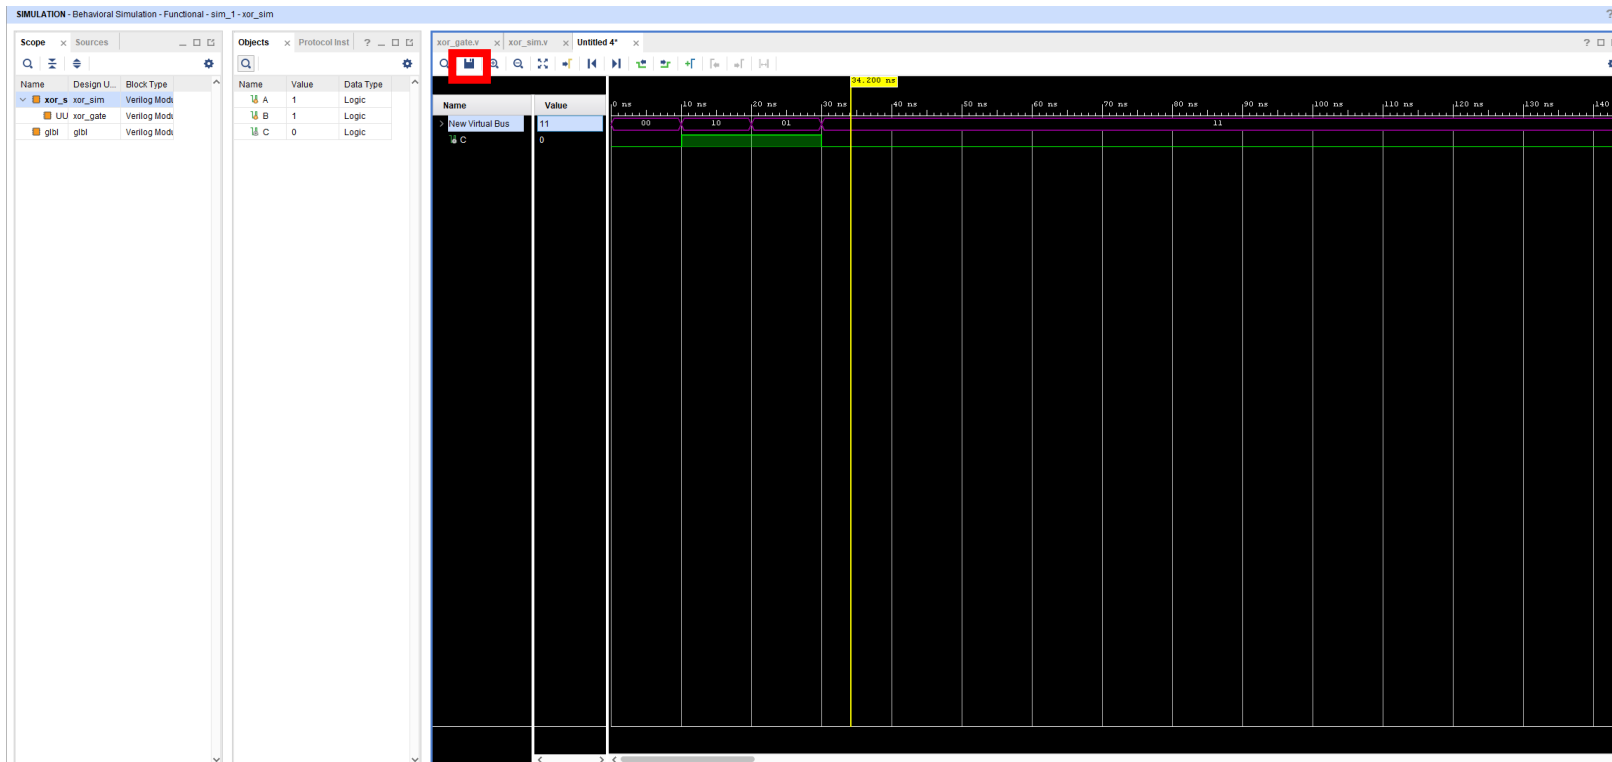 SIMULATION - Behavioral Simulation - Functional - sim_1 - xor_sim ?
Scope × Sources
Name Design U... Block Type
xor_s xor_sim Verilog Modu
UU xor_gate Verilog Modu
glbl glbl Verilog Modu
Objects × Protocol Inst ?
Name Value Data Type
A 1 Logic
B 1 Logic
C 0 Logic
xor_gate.v × xor_sim.v × Untitled 4* × ?
34.200 ns
Name Value
0 ns 10 ns 20 ns 30 ns 40 ns 50 ns 60 ns 70 ns 80 ns 90 ns 100 ns 110 ns 120 ns 130 ns 140
New Virtual Bus 11 00 10 01 11
C 0